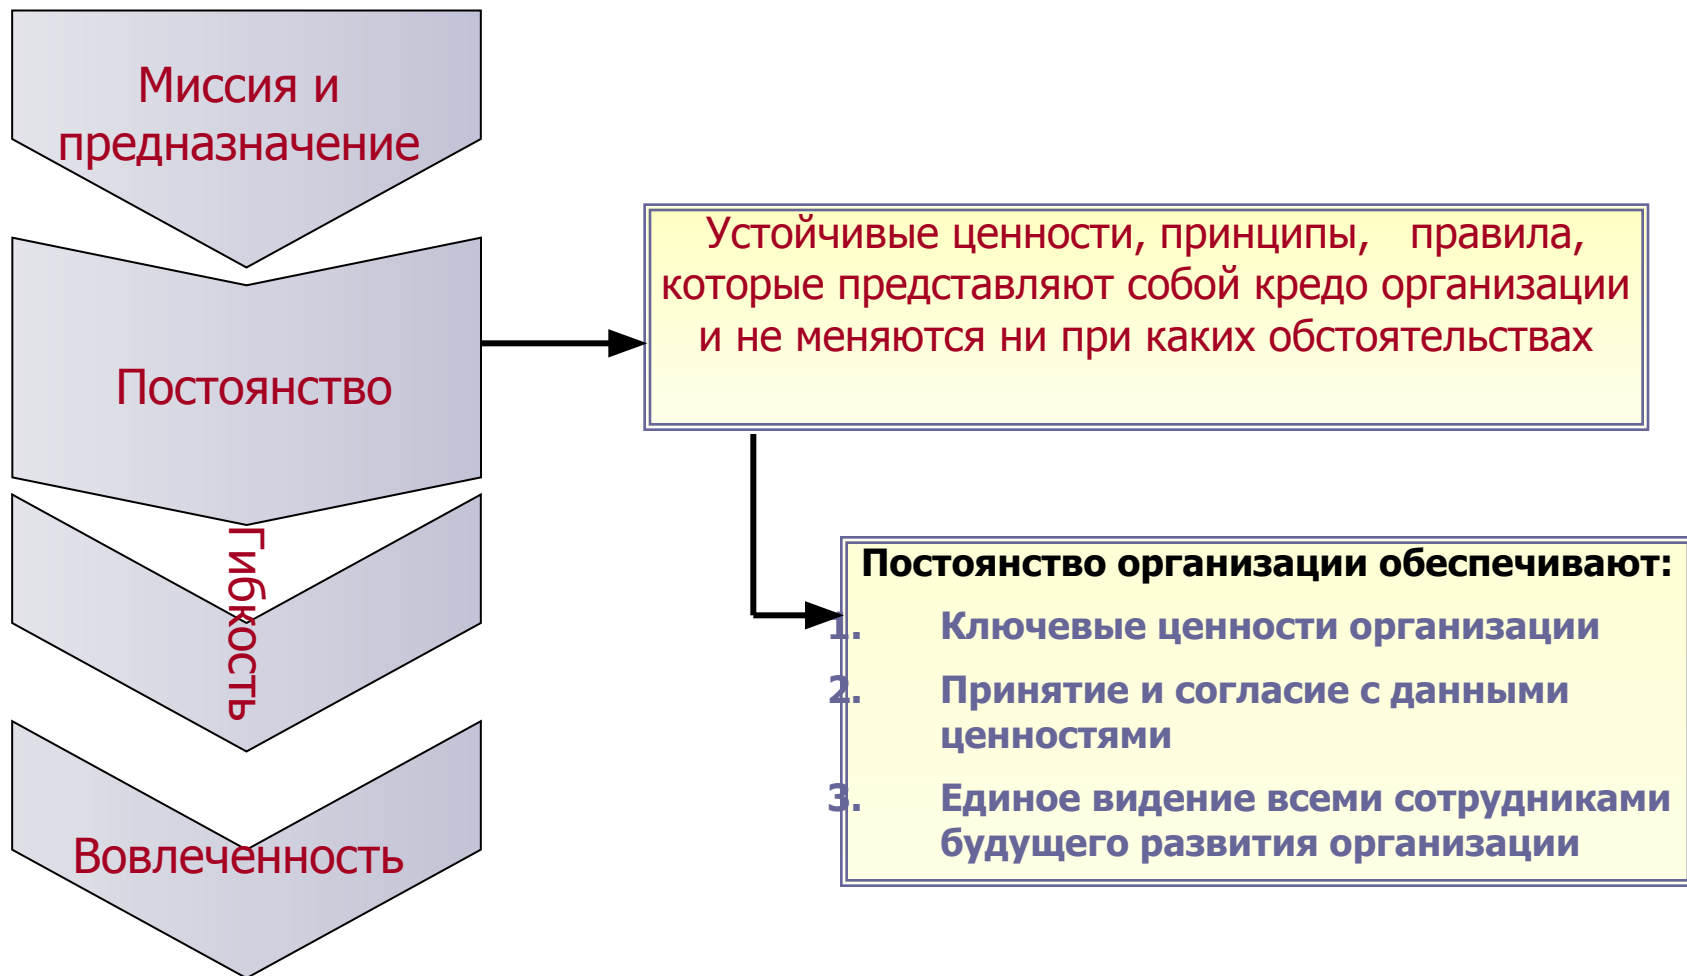 Миссия и
предназначение
Постоянство
Гибкость
Вовлеченность
Устойчивые ценности, принципы, правила,
которые представляют собой кредо организации
и не меняются ни при каких обстоятельствах
Постоянство организации обеспечивают:
1. Ключевые ценности организации
2. Принятие и согласие с данными
ценностями
3. Единое видение всеми сотрудниками
будущего развития организации